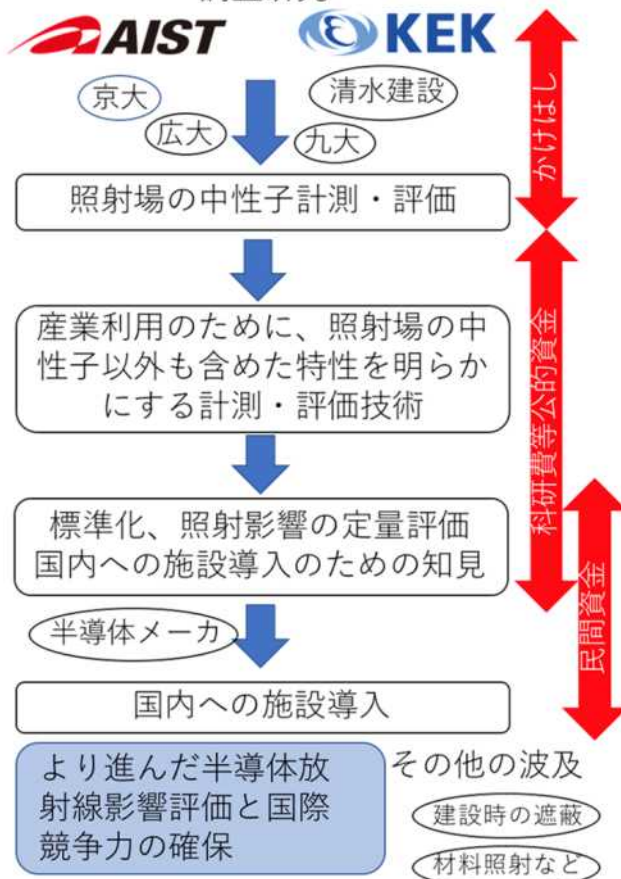 AIST
KEK
京大
清水建設
広大
九大
かけはし
照射場の中性子計測・評価
産業利用のために、照射場の中
性子以外も含めた特性を明らか
にする計測・評価技術
科研費等公的資金
標準化、照射影響の定量評価
国内への施設導入のための知見
民間資金
半導体メーカ
国内への施設導入
より進んだ半導体放
射線影響評価と国際
競争力の確保
その他の波及
建設時の遮蔽
材料照射など